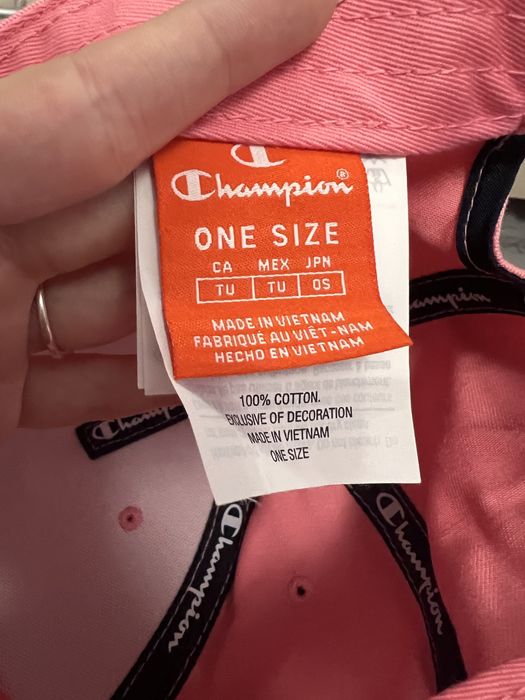 Champion®
ONE SIZE
CA MEX JPN
TU TU OS
MADE IN VIETNAM
FABRIQUÉ AU VIÊT-NAM
HECHO EN VIETNAM
100% COTTON.
EXCLUSIVE OF DECORATION
MADE IN VIETNAM
ONE SIZE
Champion
Champion
Champion